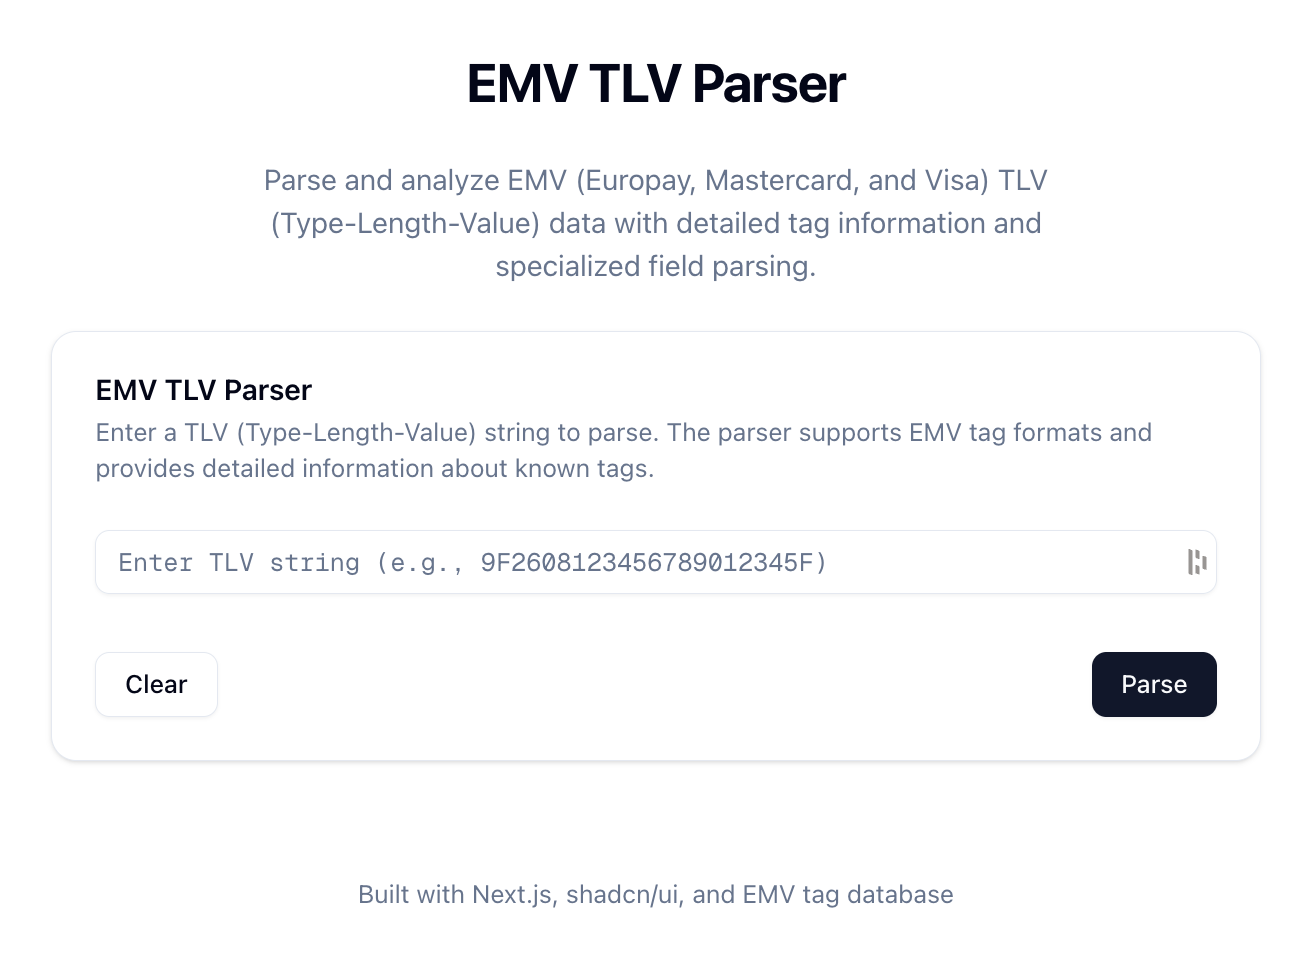 EMV TLV Parser
Parse and analyze EMV (Europay, Mastercard, and Visa) TLV
(Type-Length-Value) data with detailed tag information and
specialized field parsing.
EMV TLV Parser
Enter a TLV (Type-Length-Value) string to parse. The parser supports EMV tag formats and
provides detailed information about known tags.
Enter TLV string (e.g., 9F2608123456789012345F)
Clear
Parse
Built with Next.js, shadcn/ui, and EMV tag database